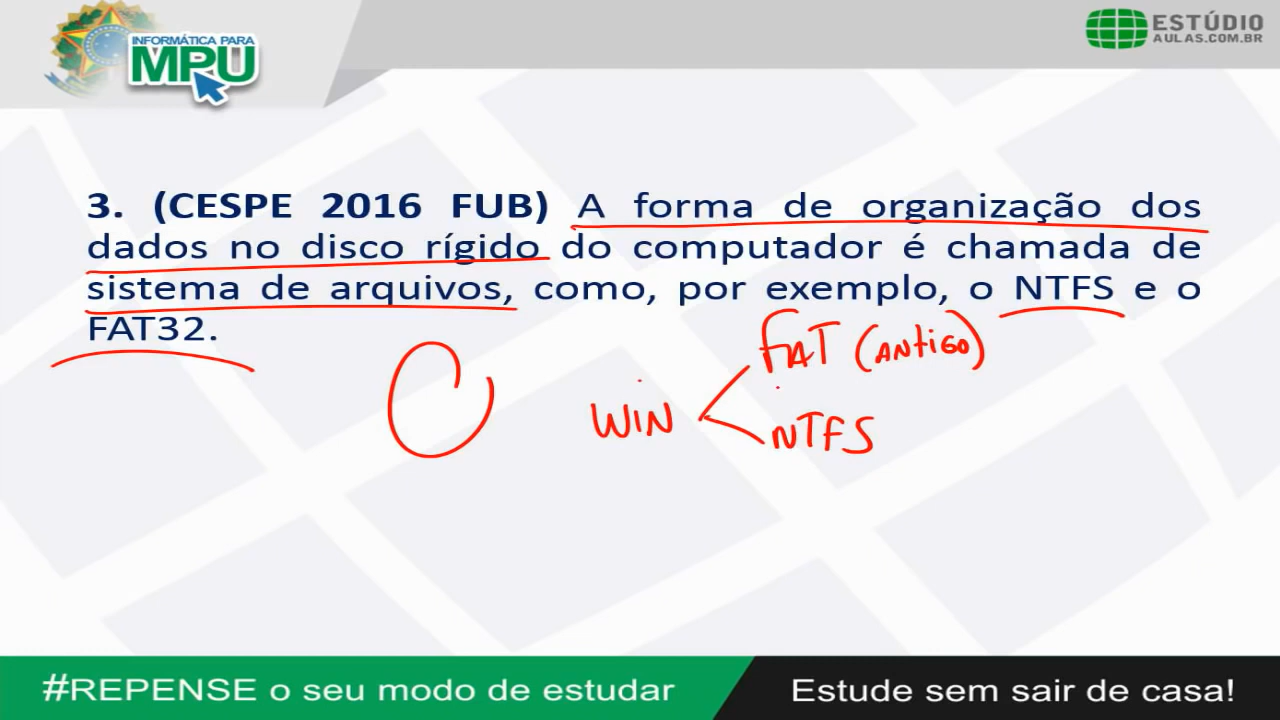 INFORMÁTICA PARA
MPU
ESTÚDIO
AULAS.COM.BR
3. (CESPE 2016 FUB) A forma de organização dos
dados no disco rígido do computador é chamada de
sistema de arquivos, como, por exemplo, o NTFS e o
FAT32.
C
WiN
FAT (ANTiGO)
NTFS
#REPENSE o seu modo de estudar
Estude sem sair de casa!